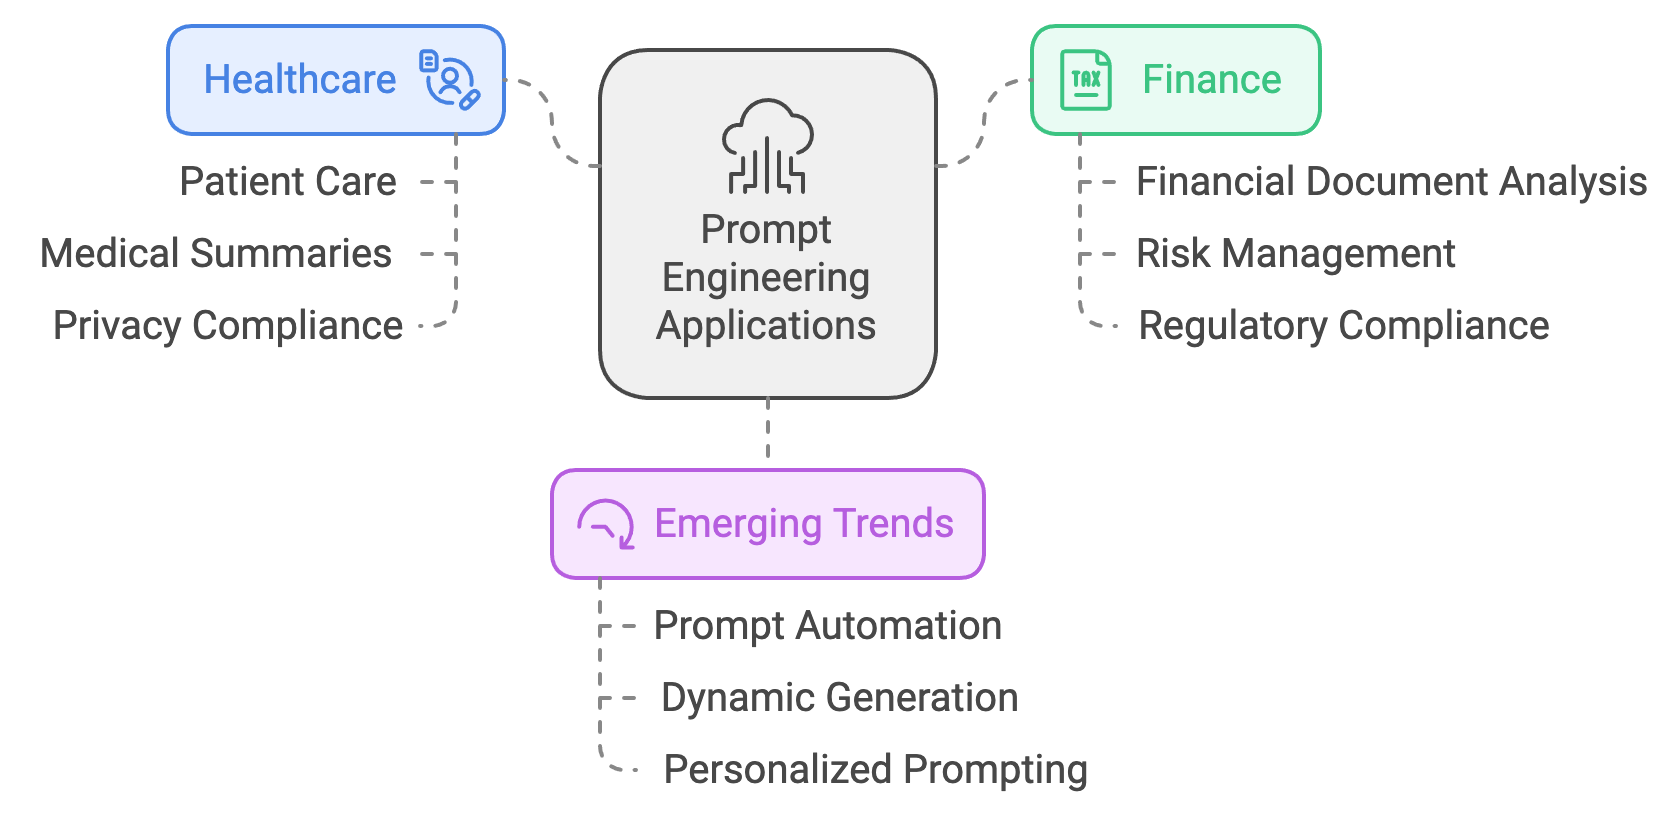 Healthcare
Patient Care
Medical Summaries
Privacy Compliance
Prompt
Engineering
Applications
TAX
Finance
Financial Document Analysis
Risk Management
Regulatory Compliance
Emerging Trends
Prompt Automation
Dynamic Generation
Personalized Prompting